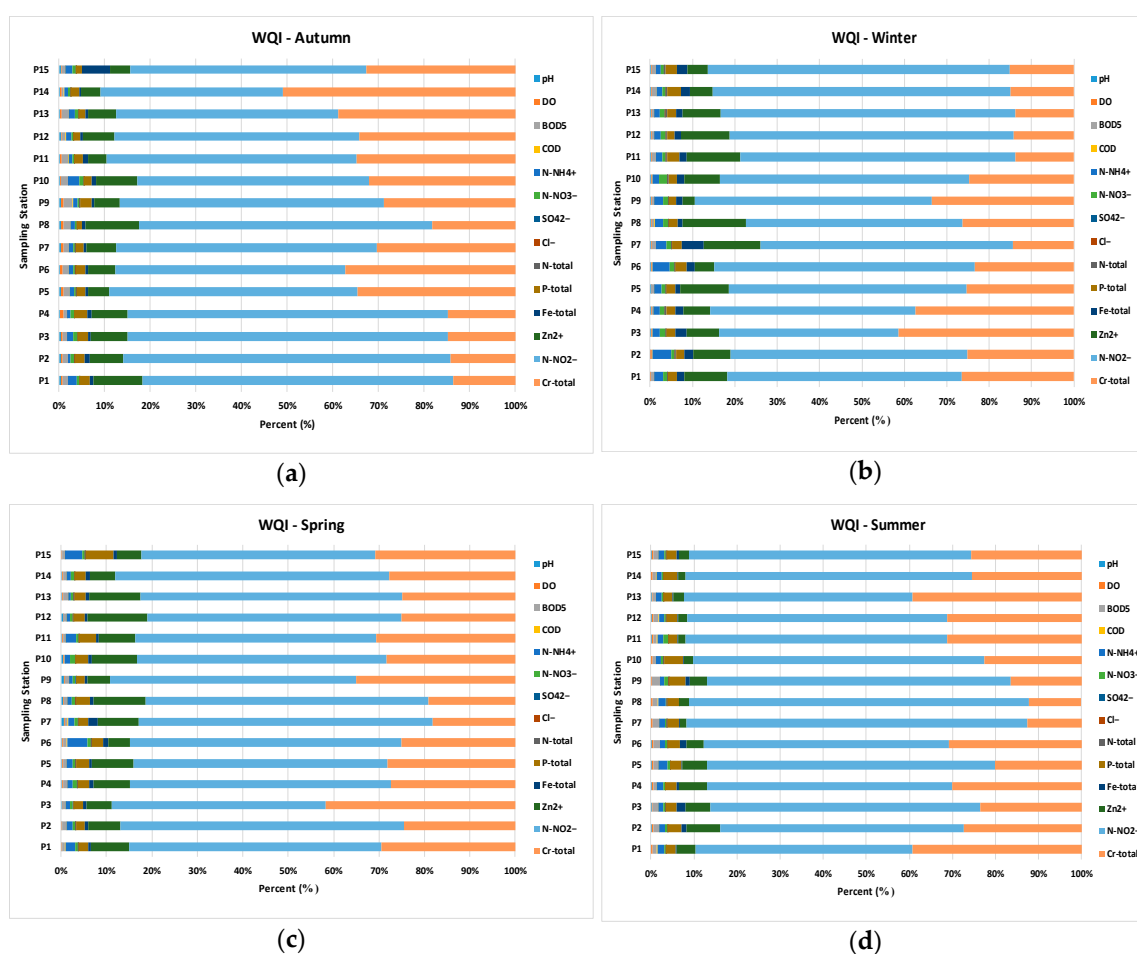 WQI - Autumn
Sampling Station
P15
P14
P13
P12
P11
P10
P9
P8
P7
P6
P5
P4
P3
P2
P1
0% 10% 20% 30% 40% 50% 60% 70% 80% 90% 100%
Percent (%)
pH
DO
BOD5
COD
N-NH4+
N-NO3−
SO42−
Cl−
N-total
P-total
Fe-total
Zn2+
N-NO2−
Cr-total
(a)
WQI - Winter
Sampling Station
P15
P14
P13
P12
P11
P10
P9
P8
P7
P6
P5
P4
P3
P2
P1
0% 10% 20% 30% 40% 50% 60% 70% 80% 90% 100%
Percent (% )
pH
DO
BOD5
COD
N-NH4+
N-NO3−
SO42−
Cl−
N-total
P-total
Fe-total
Zn2+
N-NO2−
Cr-total
(b)
WQI - Spring
Sampling Station
P15
P14
P13
P12
P11
P10
P9
P8
P7
P6
P5
P4
P3
P2
P1
0% 10% 20% 30% 40% 50% 60% 70% 80% 90% 100%
Percent (% )
pH
DO
BOD5
COD
N-NH4+
N-NO3−
SO42−
Cl−
N-total
P-total
Fe-total
Zn2+
N-NO2−
Cr-total
(c)
WQI - Summer
Sampling Station
P15
P14
P13
P12
P11
P10
P9
P8
P7
P6
P5
P4
P3
P2
P1
0% 10% 20% 30% 40% 50% 60% 70% 80% 90% 100%
Percent (% )
pH
DO
BOD5
COD
N-NH4+
N-NO3−
SO42−
Cl−
N-total
P-total
Fe-total
Zn2+
N-NO2−
Cr-total
(d)